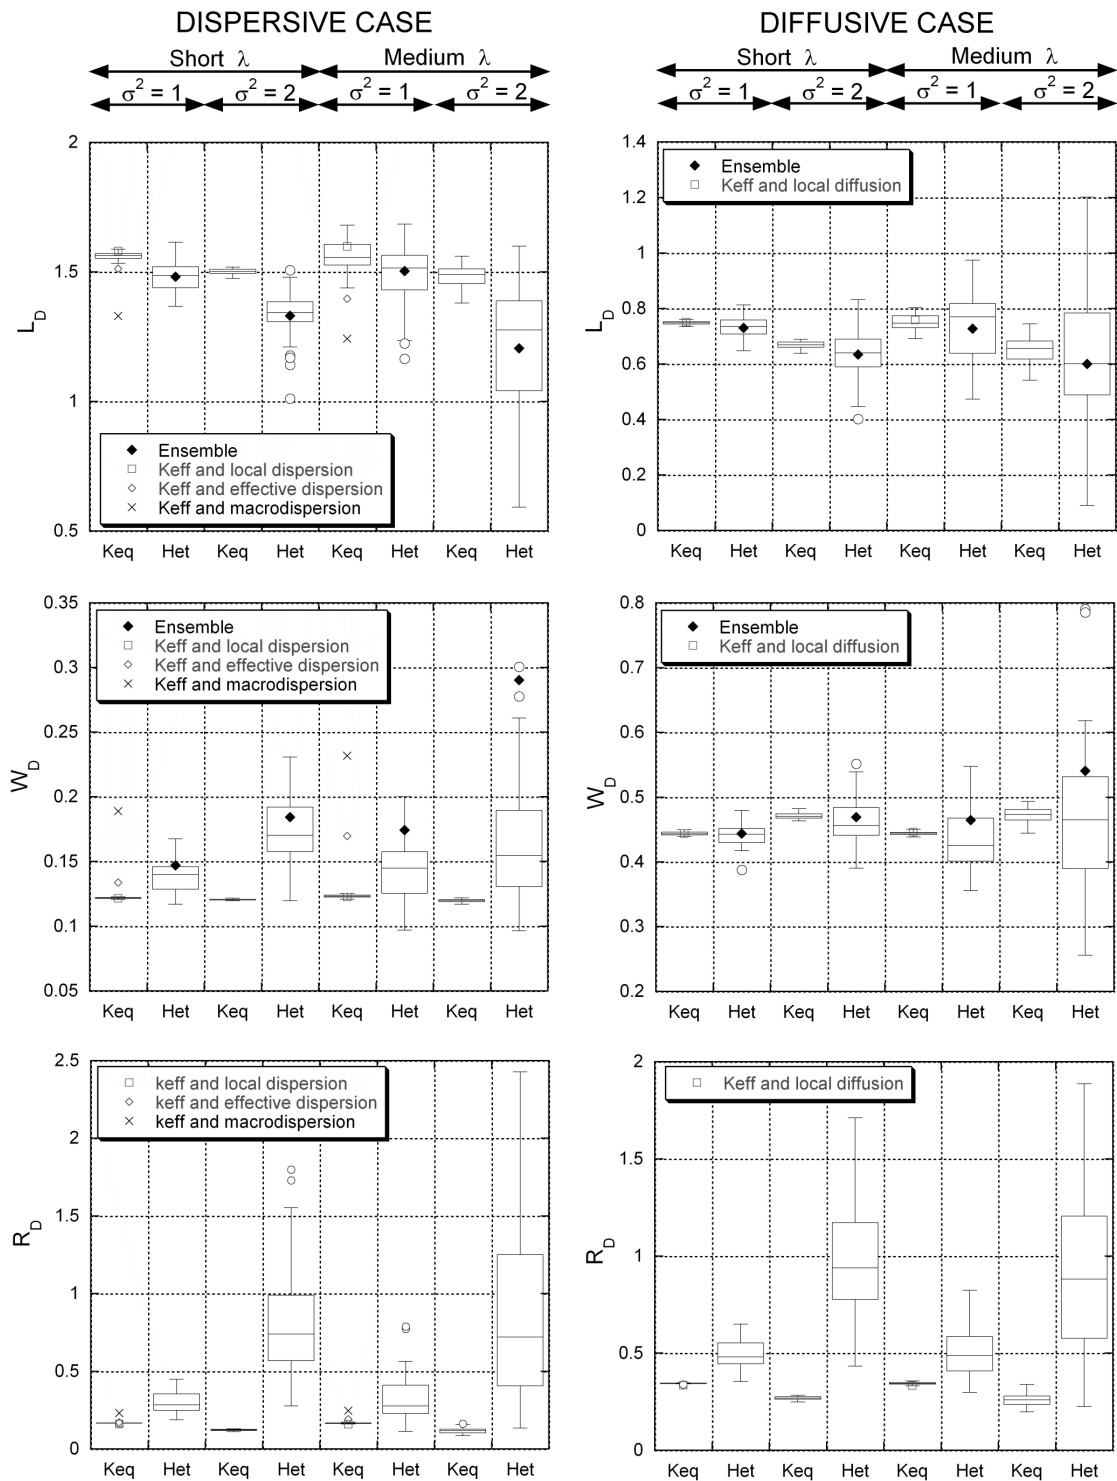 DISPERSIVE CASE
DIFFUSIVE CASE
Short λ
Medium λ
Short λ
Medium λ
σ² = 1
σ² = 2
σ² = 1
σ² = 2
σ² = 1
σ² = 2
σ² = 1
σ² = 2
L_D
2
1.5
1
0.5
Ensemble
Keff and local dispersion
Keff and effective dispersion
Keff and macrodispersion
Keq Het Keq Het Keq Het Keq Het
L_D
1.4
1.2
1
0.8
0.6
0.4
0.2
0
Ensemble
Keff and local diffusion
Keq Het Keq Het Keq Het Keq Het
W_D
0.35
0.3
0.25
0.2
0.15
0.1
0.05
Ensemble
Keff and local dispersion
Keff and effective dispersion
Keff and macrodispersion
Keq Het Keq Het Keq Het Keq Het
W_D
0.8
0.7
0.6
0.5
0.4
0.3
0.2
Ensemble
Keff and local diffusion
Keq Het Keq Het Keq Het Keq Het
R_D
2.5
2
1.5
1
0.5
0
keff and local dispersion
keff and effective dispersion
keff and macrodispersion
Keq Het Keq Het Keq Het Keq Het
R_D
2
1.5
1
0.5
0
Keff and local diffusion
Keq Het Keq Het Keq Het Keq Het